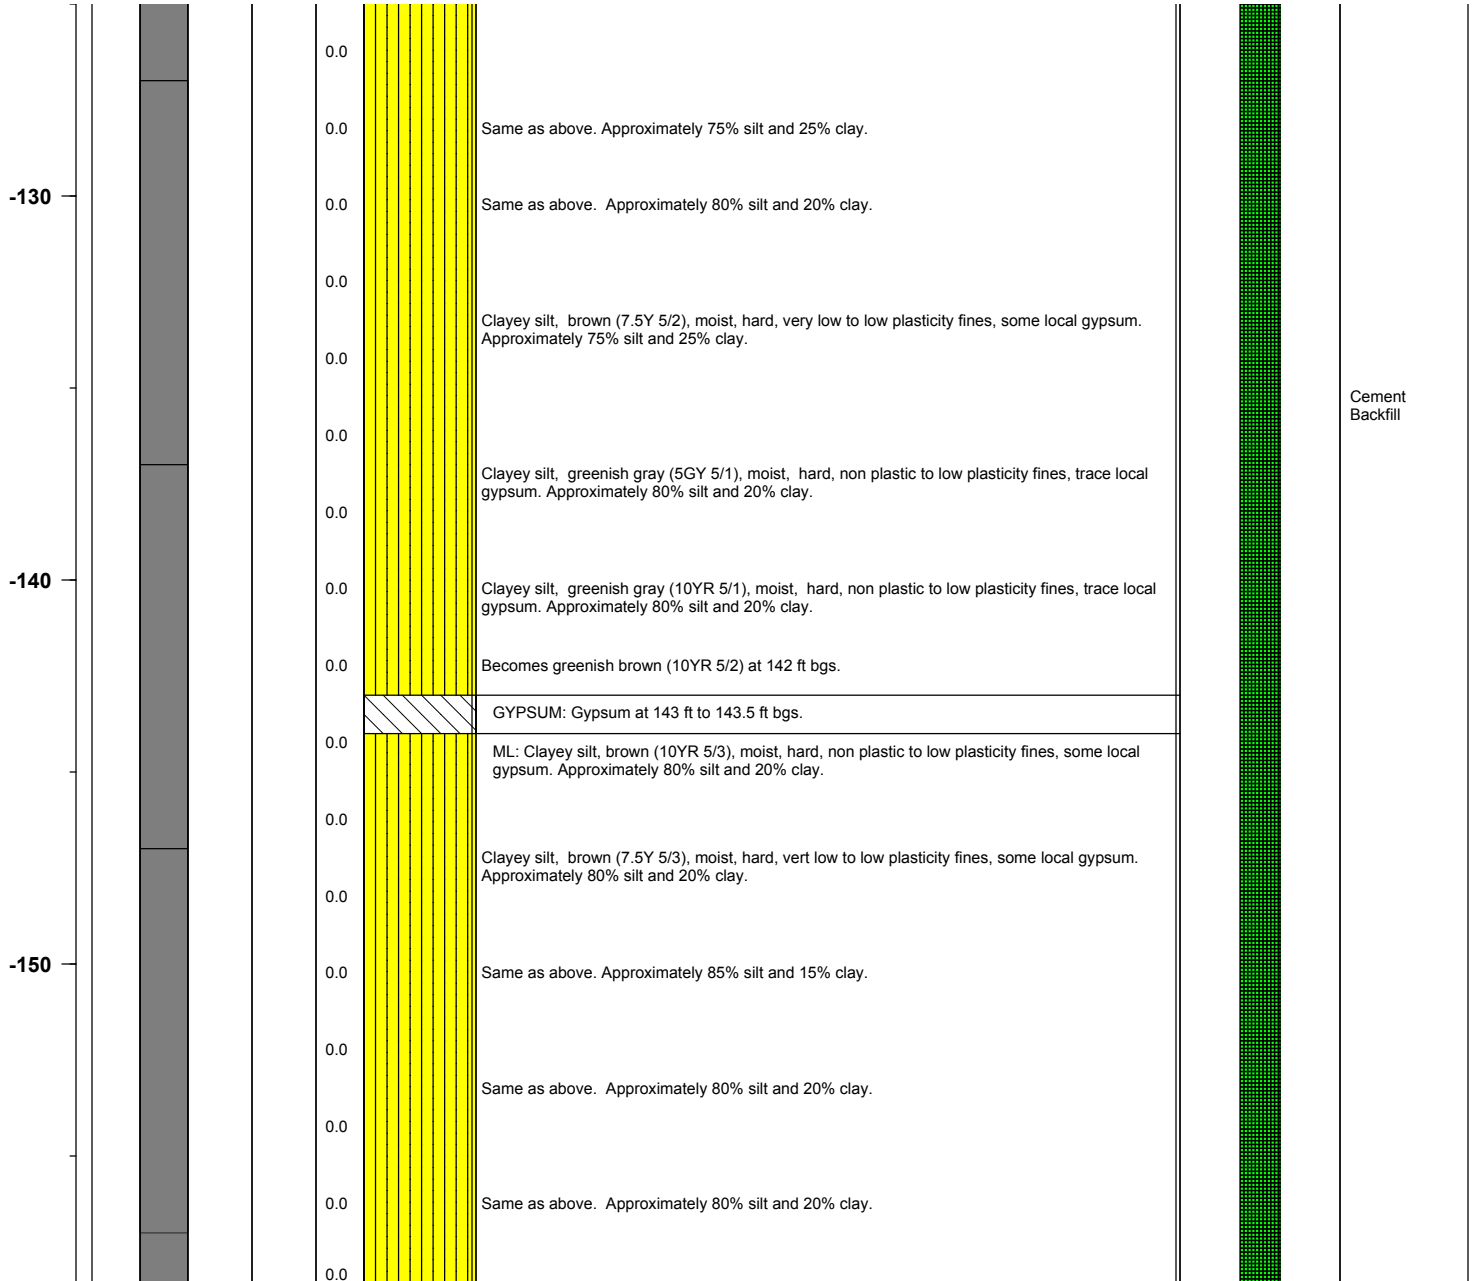 0.0
0.0
Same as above. Approximately 75% silt and 25% clay.
-130
0.0
Same as above.  Approximately 80% silt and 20% clay.
0.0
Clayey silt,  brown (7.5Y 5/2), moist, hard, very low to low plasticity fines, some local gypsum.
Approximately 75% silt and 25% clay.
0.0
Cement
Backfill
0.0
Clayey silt,  greenish gray (5GY 5/1), moist,  hard, non plastic to low plasticity fines, trace local
gypsum. Approximately 80% silt and 20% clay.
0.0
-140
0.0
Clayey silt,  greenish gray (10YR 5/1), moist,  hard, non plastic to low plasticity fines, trace local
gypsum. Approximately 80% silt and 20% clay.
0.0
Becomes greenish brown (10YR 5/2) at 142 ft bgs.
GYPSUM: Gypsum at 143 ft to 143.5 ft bgs.
0.0
ML: Clayey silt, brown (10YR 5/3), moist, hard, non plastic to low plasticity fines, some local
gypsum. Approximately 80% silt and 20% clay.
0.0
Clayey silt,  brown (7.5Y 5/3), moist, hard, vert low to low plasticity fines, some local gypsum.
Approximately 80% silt and 20% clay.
0.0
-150
0.0
Same as above. Approximately 85% silt and 15% clay.
0.0
Same as above.  Approximately 80% silt and 20% clay.
0.0
0.0
Same as above.  Approximately 80% silt and 20% clay.
0.0